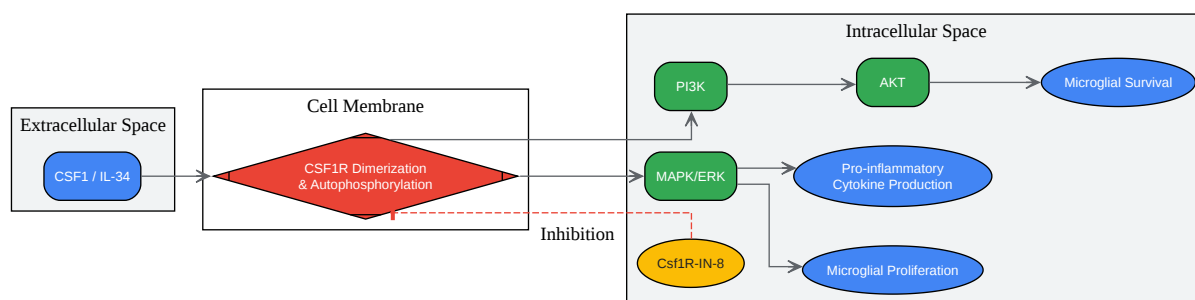 Extracellular Space
CSF1 / IL-34
Cell Membrane
CSF1R Dimerization
& Autophosphorylation
Inhibition
Intracellular Space
PI3K
AKT
Microglial Survival
MAPK/ERK
Pro-inflammatory
Cytokine Production
Csf1R-IN-8
Microglial Proliferation